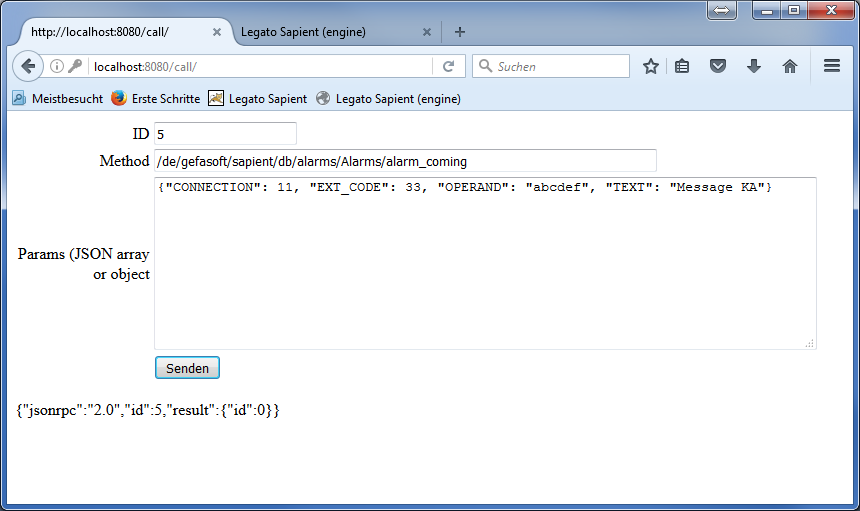 http://localhost:8080/call/
Legato Sapient (engine)
localhost:8080/call/
Suchen
Meistbesucht
Erste Schritte
Legato Sapient
Legato Sapient (engine)
ID
5
Method
/de/gefasoft/sapient/db/alarms/Alarms/alarm_coming
Params (JSON array
or object
{"CONNECTION": 11, "EXT_CODE": 33, "OPERAND": "abcdef", "TEXT": "Message KA"}
Senden
{"jsonrpc":"2.0","id":5,"result":{"id":0}}